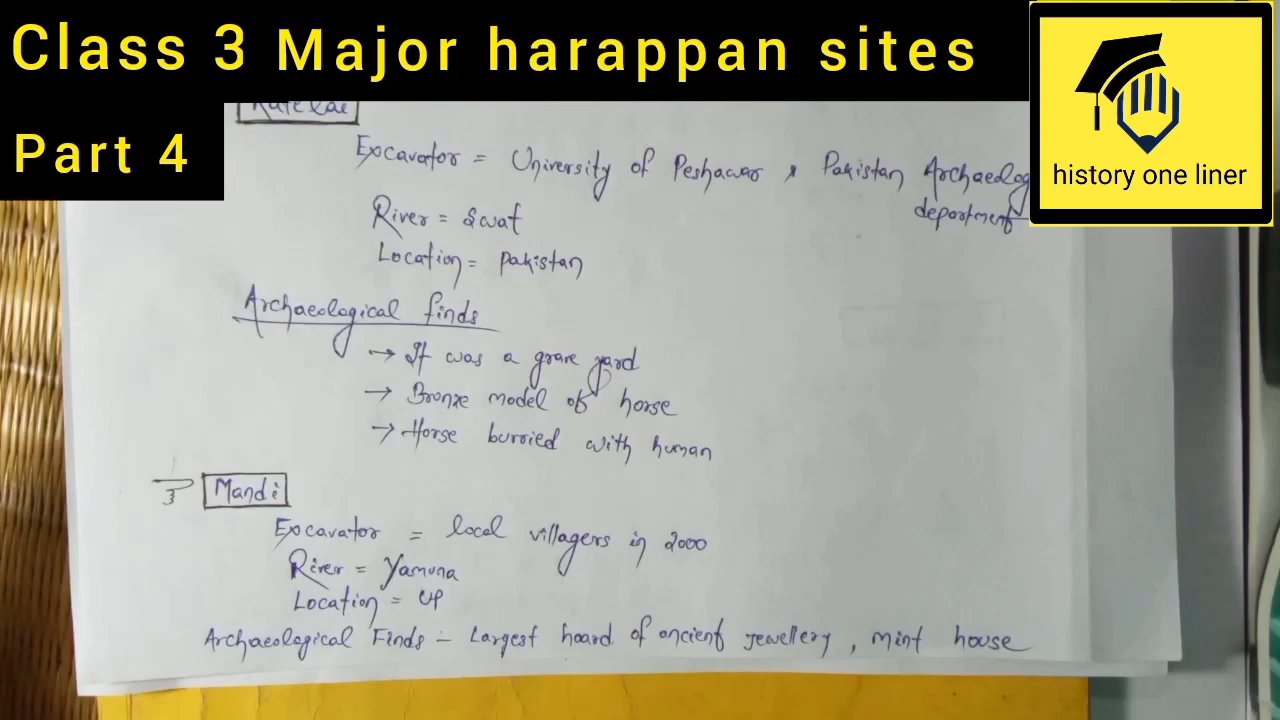 Class 3 Major harappan sites
Part 4
history one liner
Excavator = University of Peshawar & Pakistan Archaeolog
department
River = Swat
Location = Pakistan
Archaeological finds
→ It was a grave yard
→ Bronze model of horse
→ Horse burried with human
Mandi
Excavator = local villagers in 2000
River = Yamuna
Location = UP
Archaeological Finds - Largest hoard of ancient jewellery, mint house